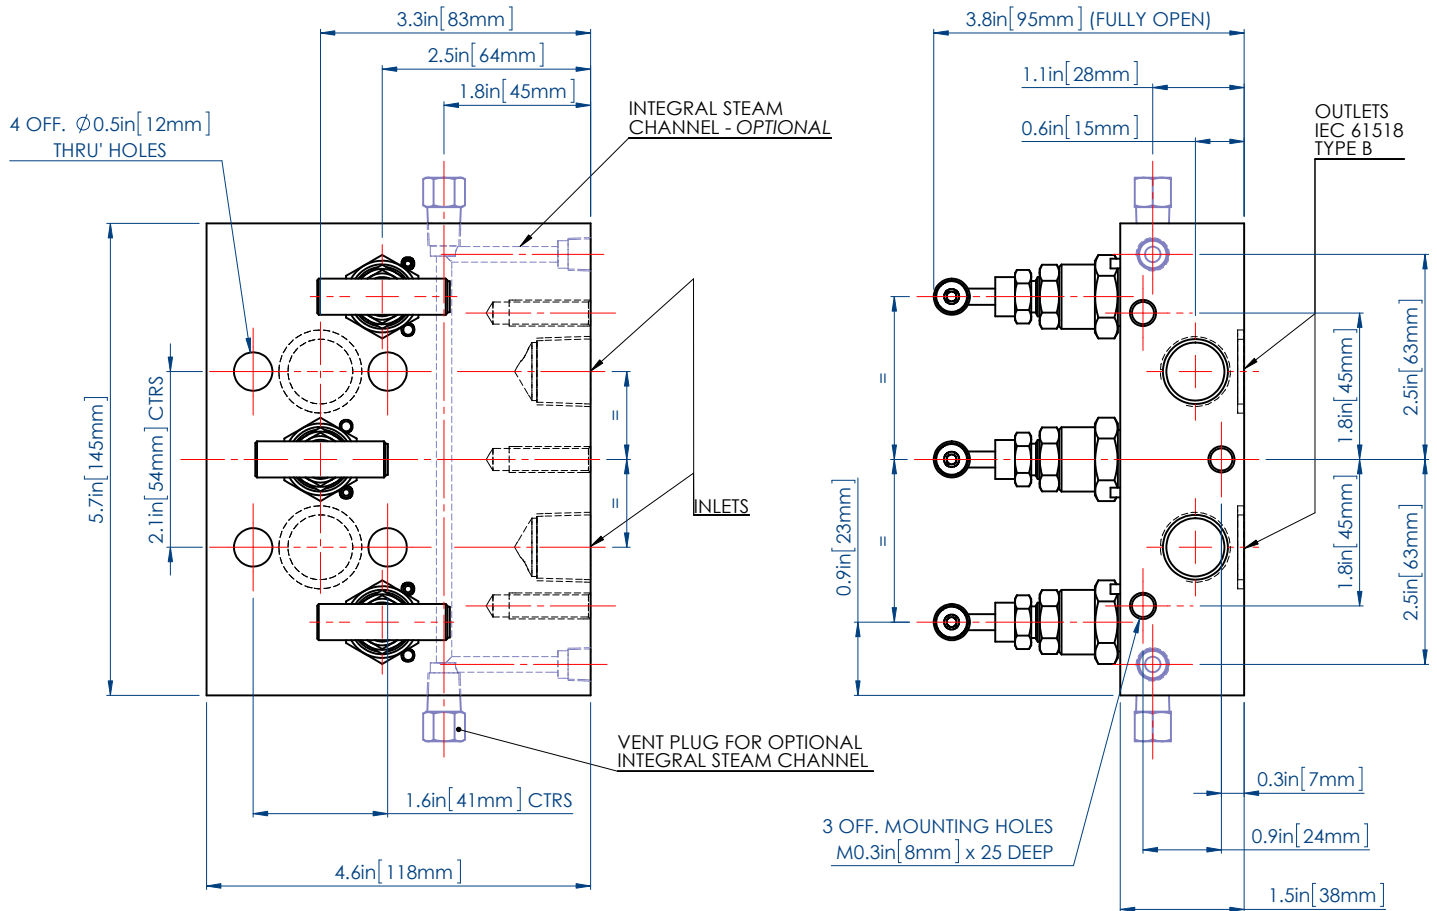 3.3in[83mm]
2.5in[64mm]
1.8in[45mm]
4 OFF. Ø0.5in[12mm]
THRU' HOLES
INTEGRAL STEAM
CHANNEL - OPTIONAL
3.8in[95mm] (FULLY OPEN)
1.1in[28mm]
0.6in[15mm]
OUTLETS
IEC 61518
TYPE B
5.7in[145mm]
2.1in[54mm] CTRS
=
=
INLETS
=
=
0.9in[23mm]
1.8in[45mm]
2.5in[63mm]
1.8in[45mm]
2.5in[63mm]
VENT PLUG FOR OPTIONAL
INTEGRAL STEAM CHANNEL
1.6in[41mm] CTRS
4.6in[118mm]
3 OFF. MOUNTING HOLES
M0.3in[8mm] x 25 DEEP
0.3in[7mm]
0.9in[24mm]
1.5in[38mm]